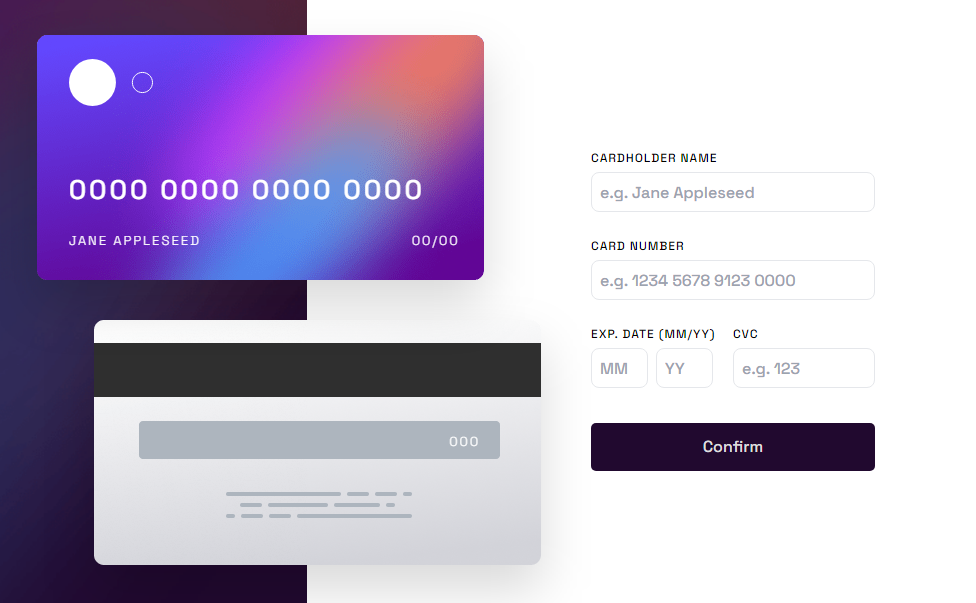 0000 0000 0000 0000
JANE APPLESEED 00/00
000
CARDHOLDER NAME
e.g. Jane Appleseed
CARD NUMBER
e.g. 1234 5678 9123 0000
EXP. DATE (MM/YY) CVC
MM YY e.g. 123
Confirm